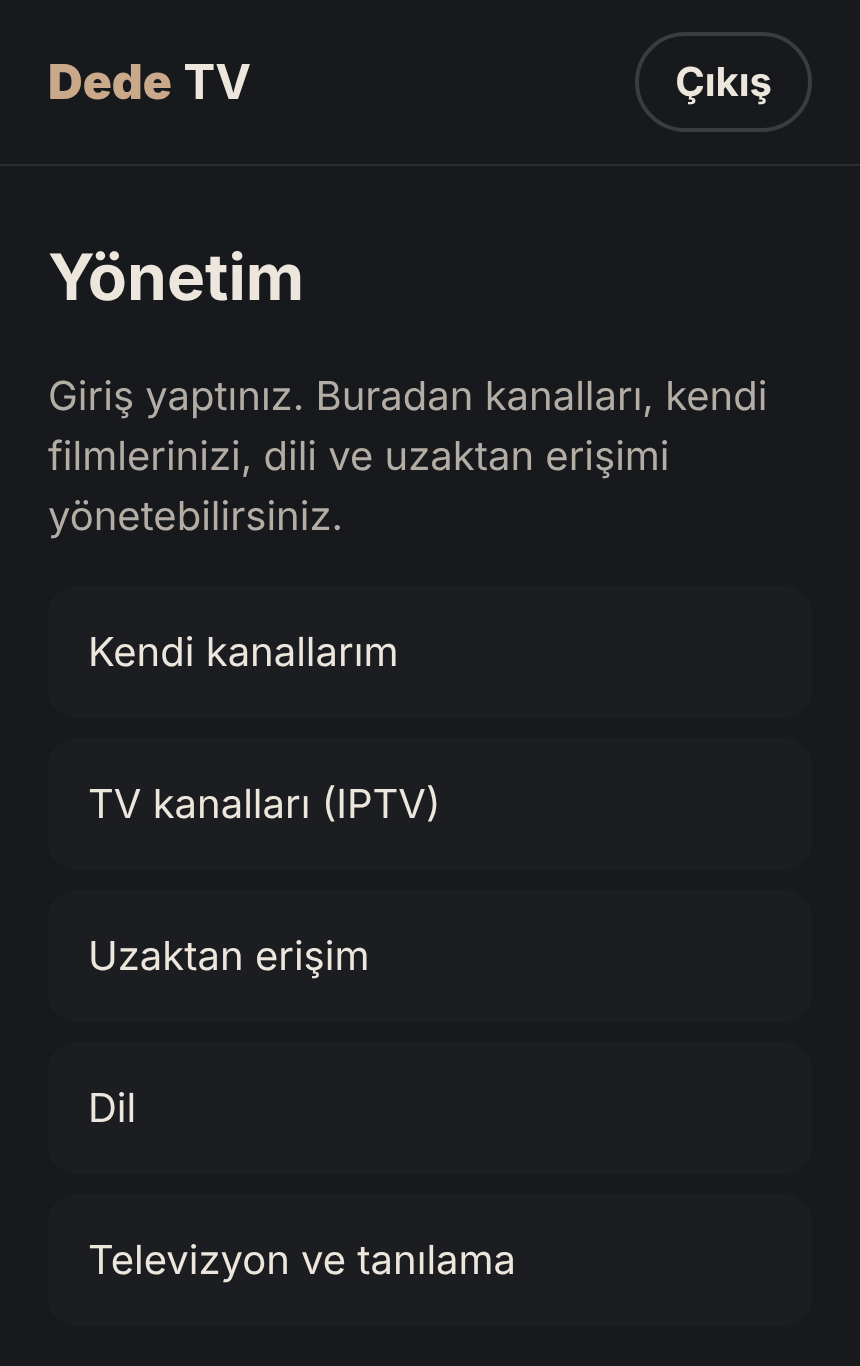 Dede TV
Çıkış
Yönetim
Giriş yaptınız. Buradan kanalları, kendi
filmlerinizi, dili ve uzaktan erişimi
yönetebilirsiniz.
Kendi kanallarım
TV kanalları (IPTV)
Uzaktan erişim
Dil
Televizyon ve tanılama